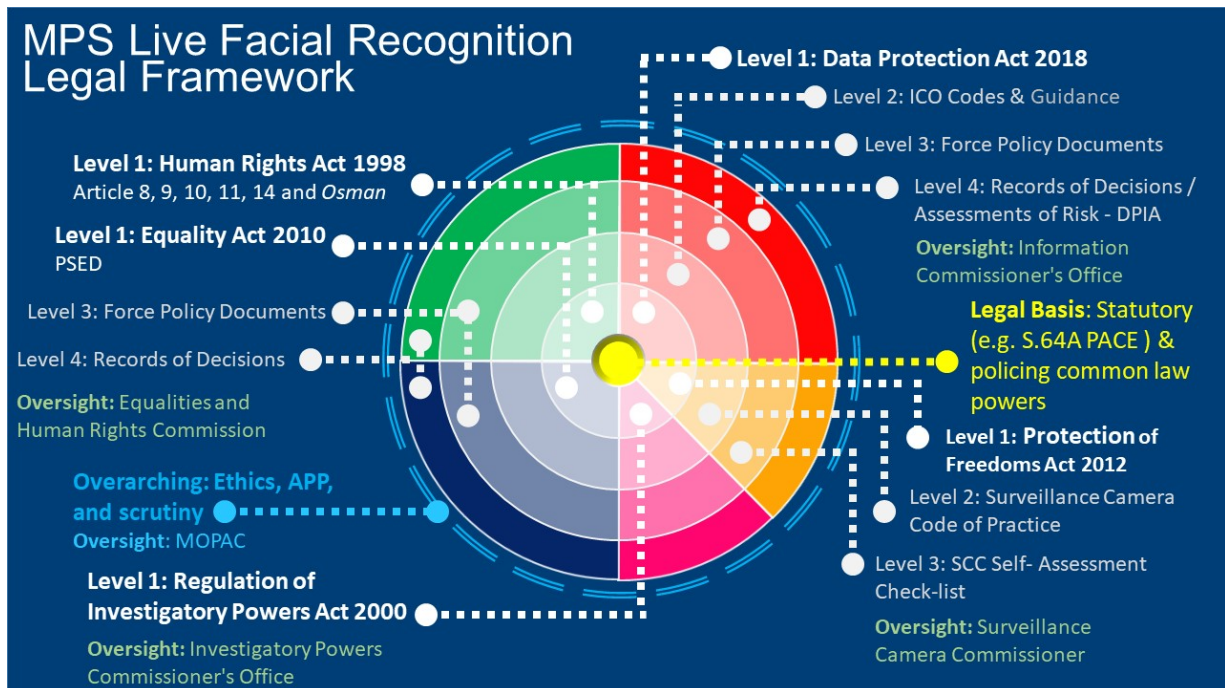 MPS Live Facial Recognition
Legal Framework
Level 1: Human Rights Act 1998
Article 8, 9, 10, 11, 14 and Osman
Level 1: Equality Act 2010
PSED
Level 3: Force Policy Documents
Level 4: Records of Decisions
Oversight: Equalities and
Human Rights Commission
Overarching: Ethics, APP,
and scrutiny
Oversight: MOPAC
Level 1: Regulation of
Investigatory Powers Act 2000
Oversight: Investigatory Powers
Commissioner's Office
Level 1: Data Protection Act 2018
Level 2: ICO Codes & Guidance
Level 3: Force Policy Documents
Level 4: Records of Decisions /
Assessments of Risk - DPIA
Oversight: Information
Commissioner's Office
Legal Basis: Statutory
(e.g. S.64A PACE ) &
policing common law
powers
Level 1: Protection of
Freedoms Act 2012
Level 2: Surveillance Camera
Code of Practice
Level 3: SCC Self- Assessment
Check-list
Oversight: Surveillance
Camera Commissioner